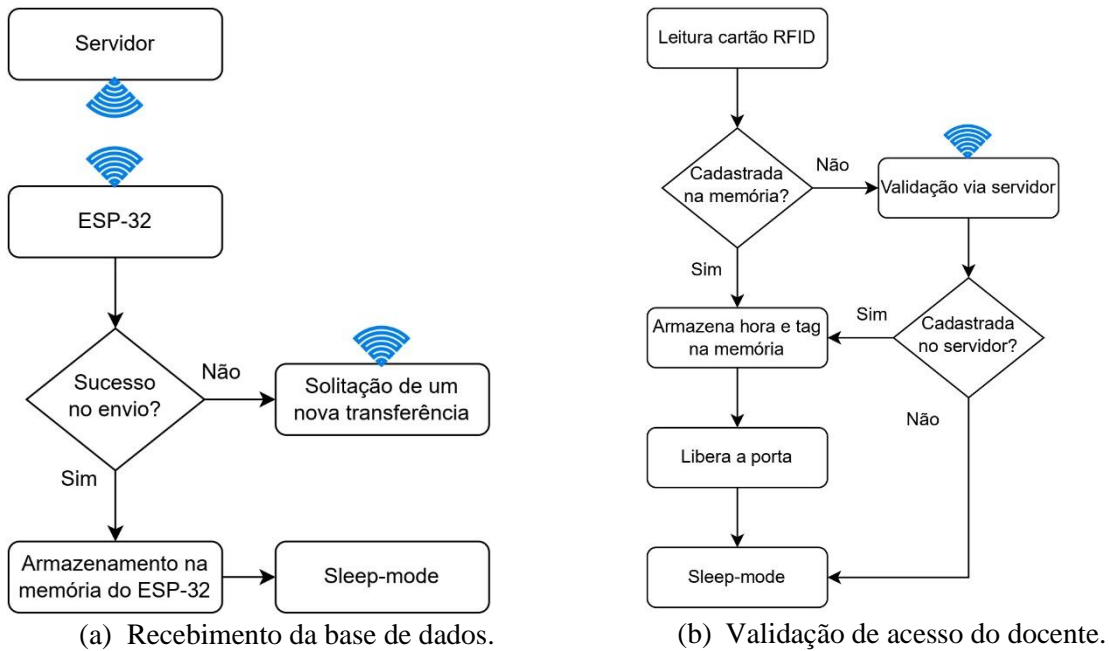 Servidor
ESP-32
Sucesso
no envio?
Não
Solitação de um
nova transferência
Sim
Armazenamento na
memória do ESP-32
Sleep-mode
(a) Recebimento da base de dados.
Leitura cartão RFID
Cadastrada
na memória?
Não
Validação via servidor
Sim
Armazena hora e tag
na memória
Sim
Cadastrada
no servidor?
Não
Libera a porta
Sleep-mode
(b) Validação de acesso do docente.